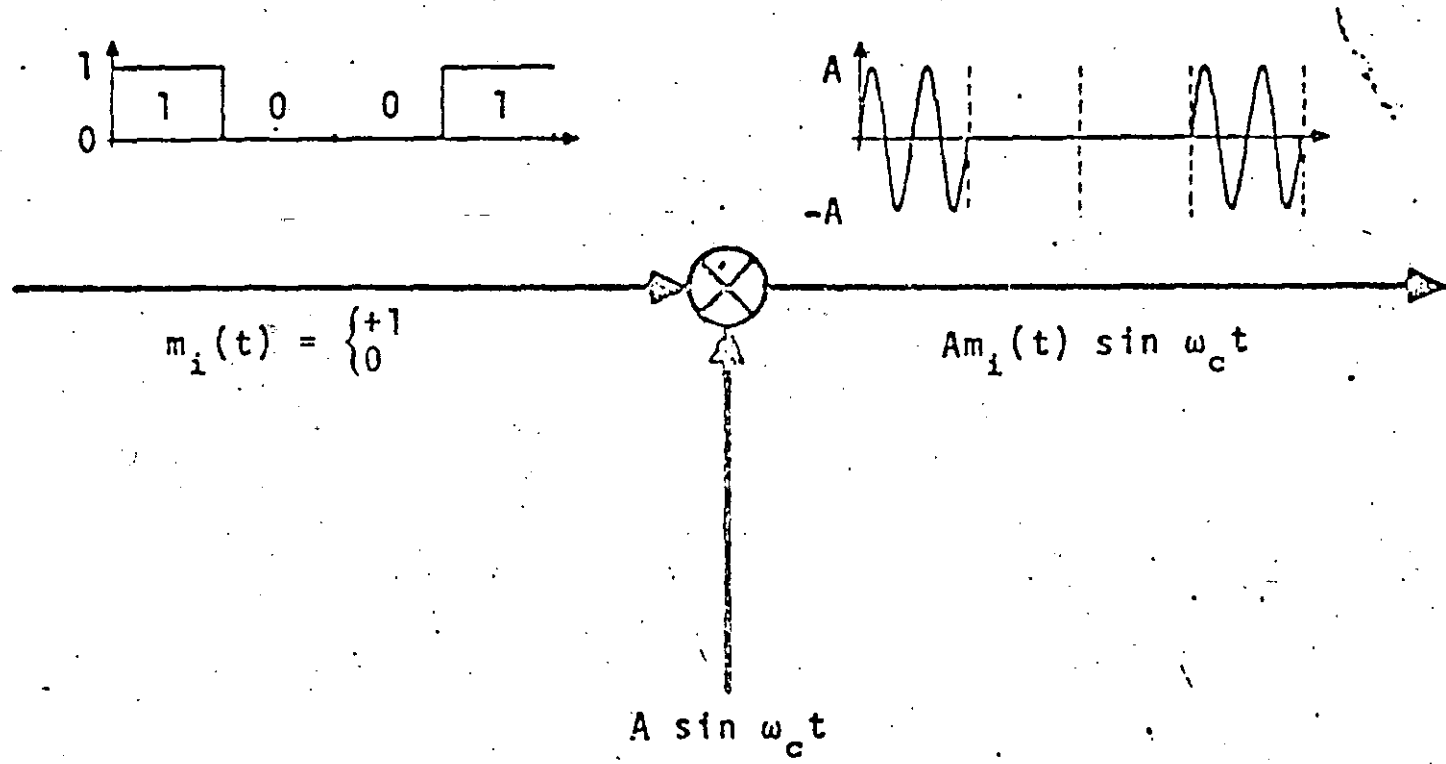 1
1 0 0 1
0
A
-A
m_i(t) = {+1
{0
Am_i(t) sin ω_c t
A sin ω_c t